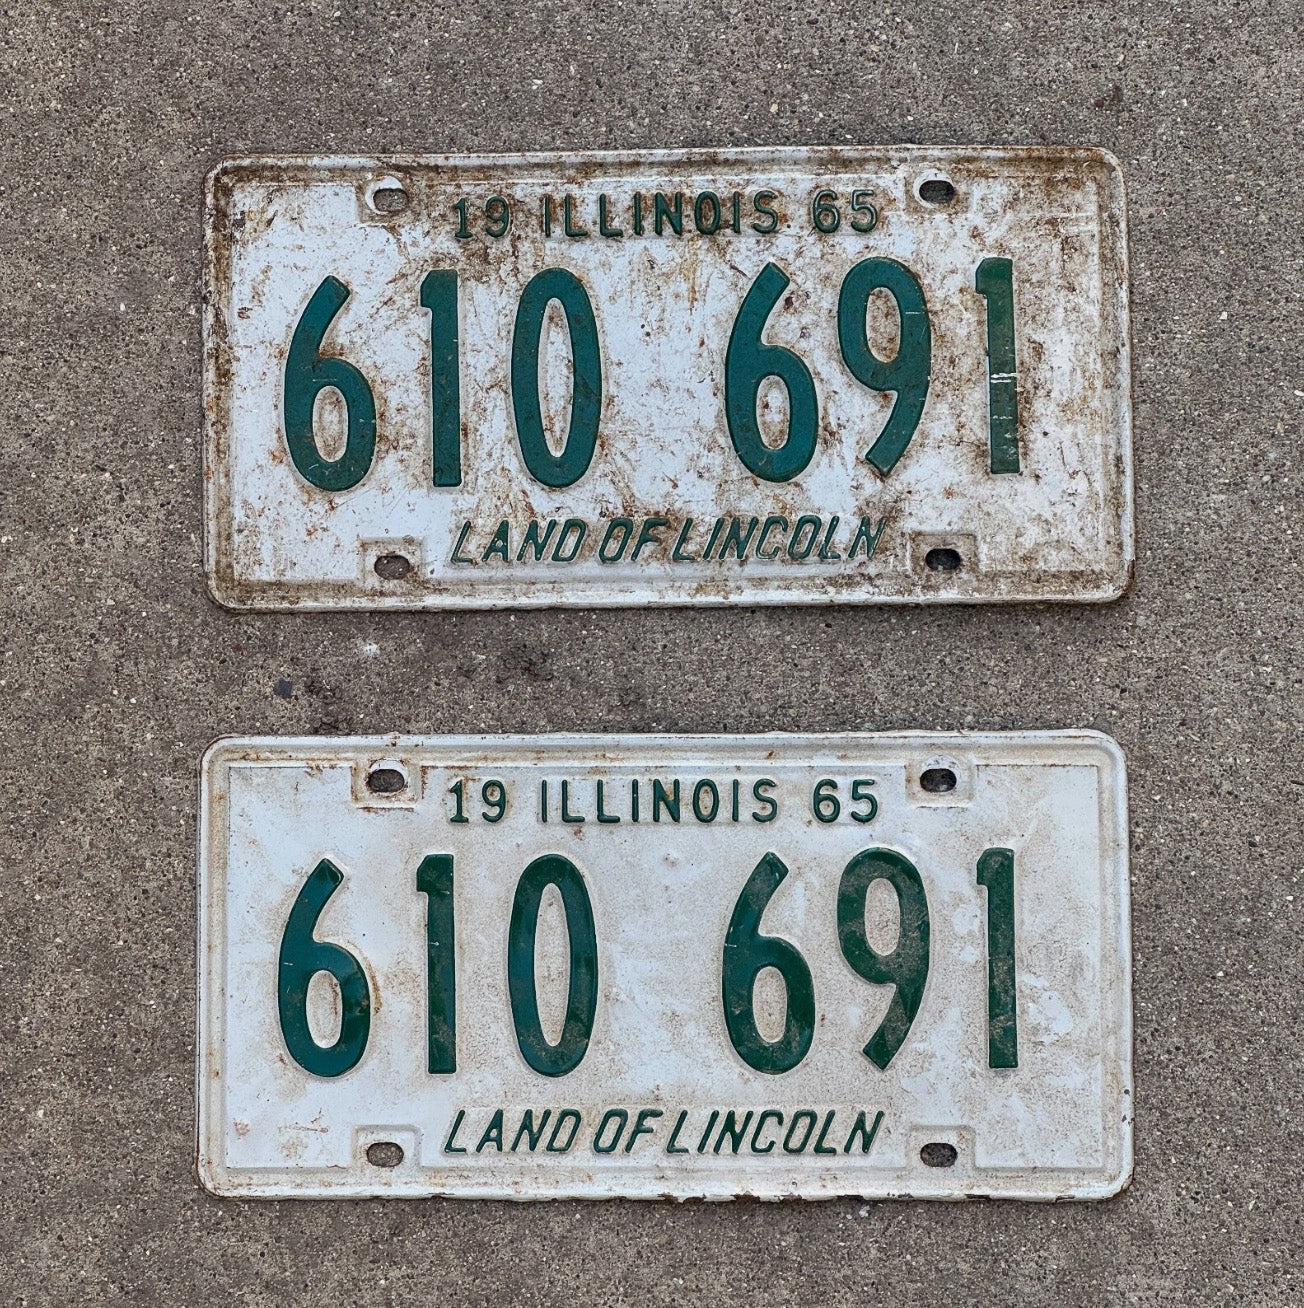 19 ILLINOIS 65
610 691
LAND OF LINCOLN
19 ILLINOIS 65
610 691
LAND OF LINCOLN